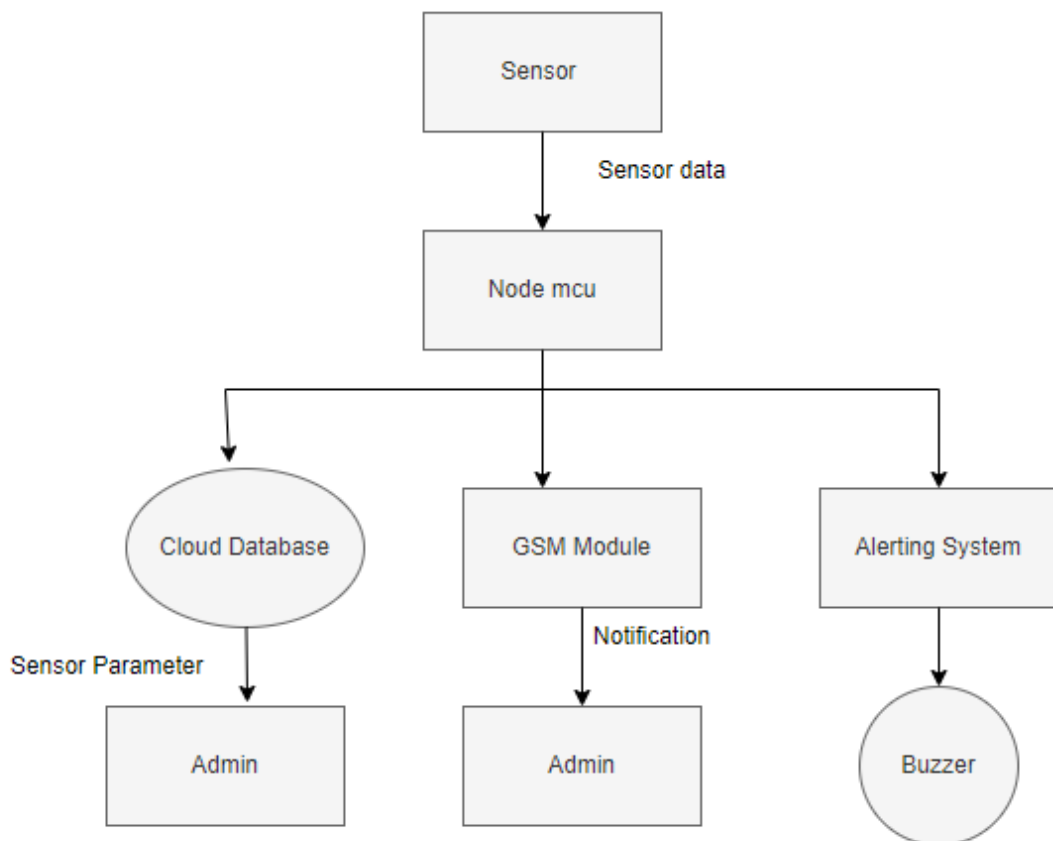 Sensor
Sensor data
Node mcu
Cloud Database
GSM Module
Alerting System
Notification
Sensor Parameter
Admin
Admin
Buzzer